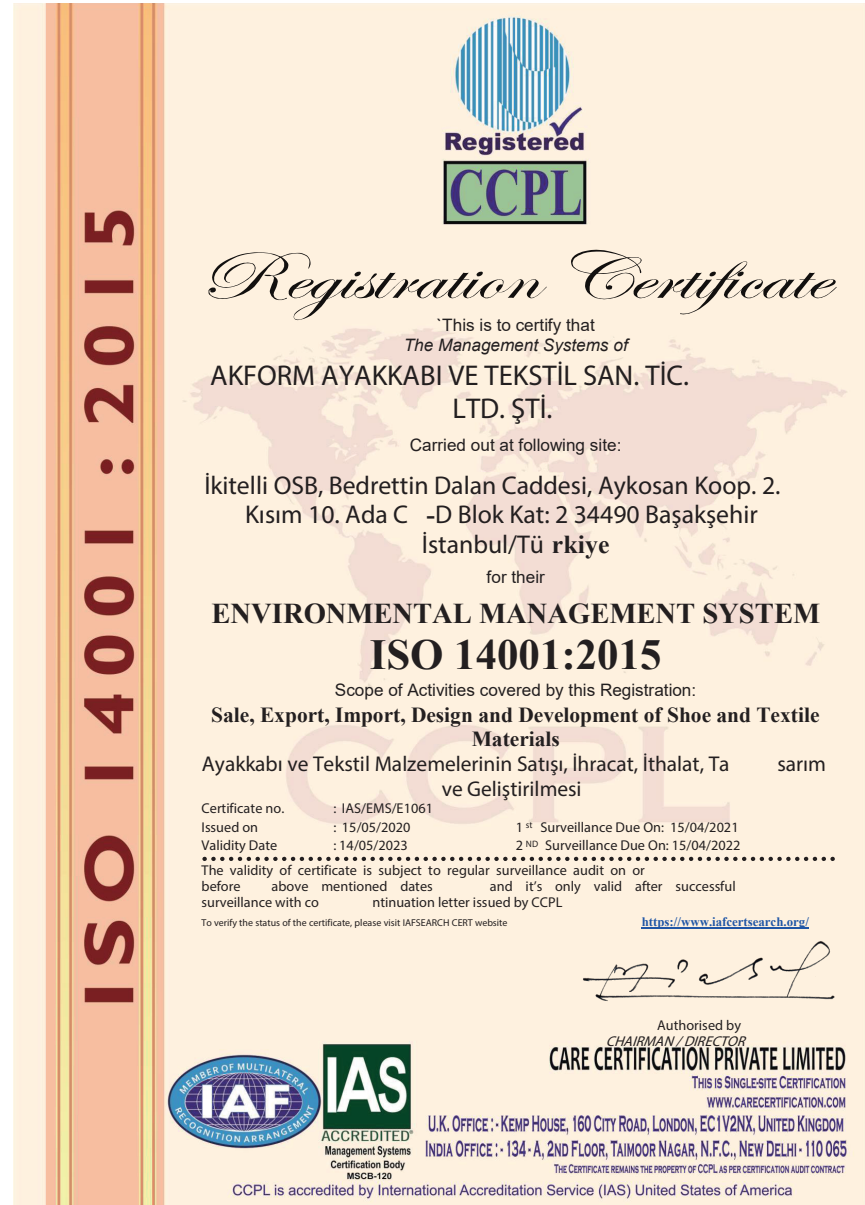 ISO 14001 : 2015
Registered
CCPL
Registration Certificate
`This is to certify that
The Management Systems of
AKFORM AYAKKABI VE TEKSTİL SAN. TİC.
LTD. ŞTİ.
Carried out at following site:
İkitelli OSB, Bedrettin Dalan Caddesi, Aykosan Koop. 2.
Kısım 10. Ada C -D Blok Kat: 2 34490 Başakşehir
İstanbul/Tü rkiye
for their
ENVIRONMENTAL MANAGEMENT SYSTEM
ISO 14001:2015
Scope of Activities covered by this Registration:
Sale, Export, Import, Design and Development of Shoe and Textile
Materials
CCPL
Ayakkabı ve Tekstil Malzemelerinin Satışı, İhracat, İthalat, Ta sarım
ve Geliştirilmesi
Certificate no. : IAS/EMS/E1061
Issued on : 15/05/2020 1 st Surveillance Due On: 15/04/2021
Validity Date : 14/05/2023 2 ND Surveillance Due On: 15/04/2022
The validity of certificate is subject to regular surveillance audit on or
before above mentioned dates and it's only valid after successful
surveillance with co ntinuation letter issued by CCPL
To verify the status of the certificate, please visit IAFSEARCH CERT website https://www.iafcertsearch.org/
Authorised by
CHAIRMAN / DIRECTOR
CARE CERTIFICATION PRIVATE LIMITED
THIS IS SINGLE-SITE CERTIFICATION
WWW.CARECERTIFICATION.COM
U.K. OFFICE : - KEMP HOUSE, 160 CITY ROAD, LONDON, EC1V2NX, UNITED KINGDOM
INDIA OFFICE : - 134 - A, 2ND FLOOR, TAIMOOR NAGAR, N.F.C., NEW DELHI - 110 065
THE CERTIFICATE REMAINS THE PROPERTY OF CCPL AS PER CERTIFICATION AUDIT CONTRACT
MEMBER OF MULTILATERAL
IAF
RECOGNITION ARRANGEMENT
IAS
ACCREDITED
Management Systems
Certification Body
MSCB-120
CCPL is accredited by International Accreditation Service (IAS) United States of America